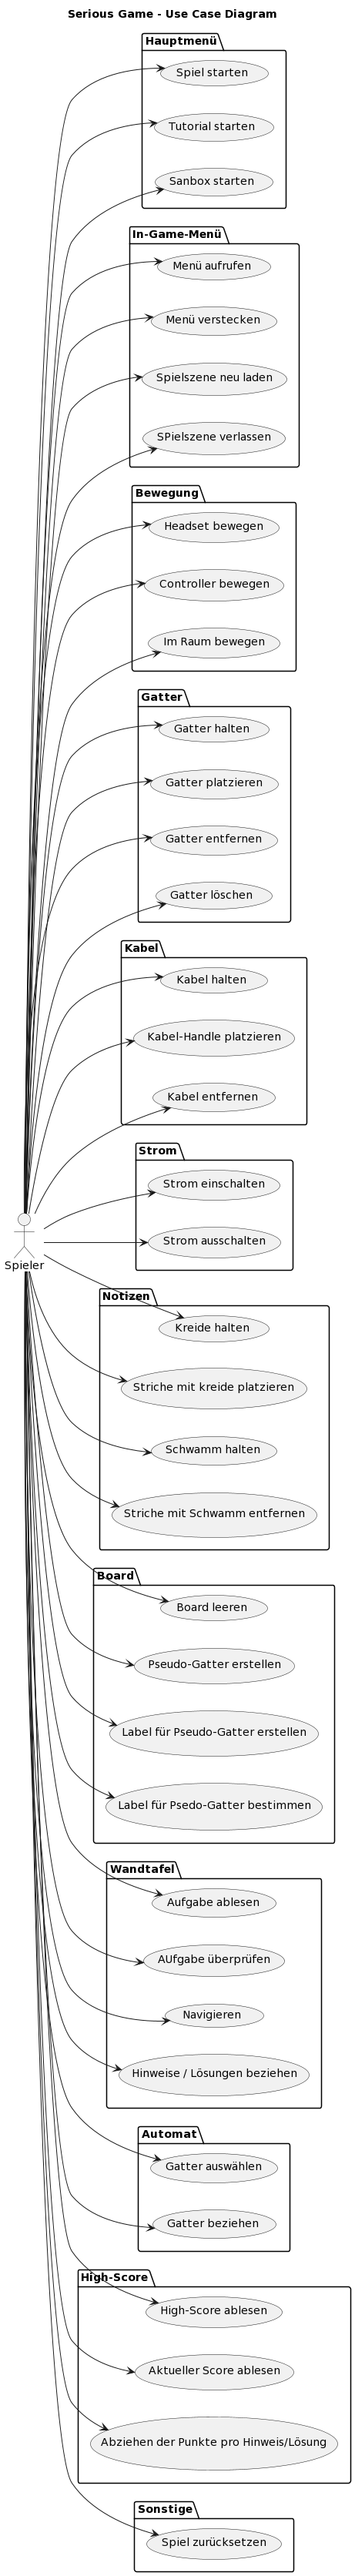 Serious Game - Use Case Diagram
Hauptmenü
Spiel starten
Tutorial starten
Sanbox starten
In-Game-Menü
Menü aufrufen
Menü verstecken
Spielszene neu laden
SPielszene verlassen
Bewegung
Headset bewegen
Controller bewegen
Im Raum bewegen
Gatter
Gatter halten
Gatter platzieren
Gatter entfernen
Gatter löschen
Kabel
Kabel halten
Kabel-Handle platzieren
Kabel entfernen
Strom
Strom einschalten
Strom ausschalten
Spieler
Notizen
Kreide halten
Striche mit kreide platzieren
Schwamm halten
Striche mit Schwamm entfernen
Board
Board leeren
Pseudo-Gatter erstellen
Label für Pseudo-Gatter erstellen
Label für Psedo-Gatter bestimmen
Wandtafel
Aufgabe ablesen
AUfgabe überprüfen
Navigieren
Hinweise / Lösungen beziehen
Automat
Gatter auswählen
Gatter beziehen
High-Score
High-Score ablesen
Aktueller Score ablesen
Abziehen der Punkte pro Hinweis/Lösung
Sonstige
Spiel zurücksetzen